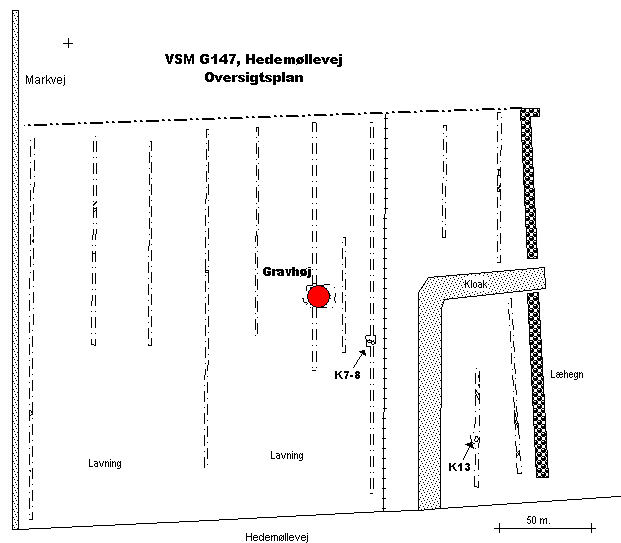 VSM G147, Hedemøllevej
Oversigtsplan
Markvej
Gravhøj
Kloak
K7-8
Læhegn
Lavning
Lavning
K13
50 m.
Hedemøllevej